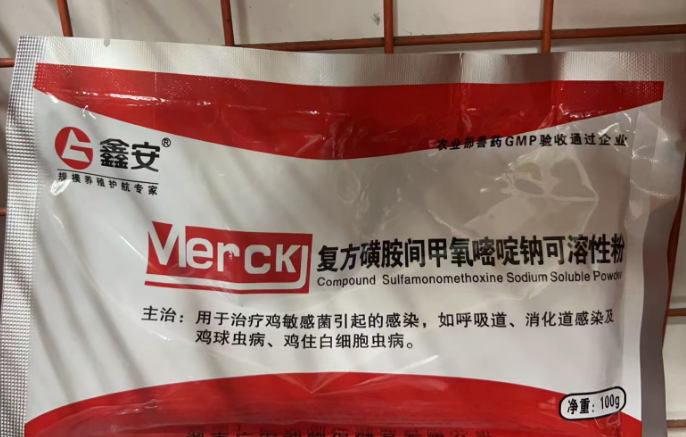 鑫安®
规模养殖护航专家
农业部兽药GMP验收通过企业
Merck
复方磺胺间甲氧嘧啶钠可溶性粉
Compound Sulfamonomethoxine Sodium Soluble Powder
主治：用于治疗鸡敏感菌引起的感染，如呼吸道、消化道感染及
鸡球虫病、鸡住白细胞虫病。
净重：100g